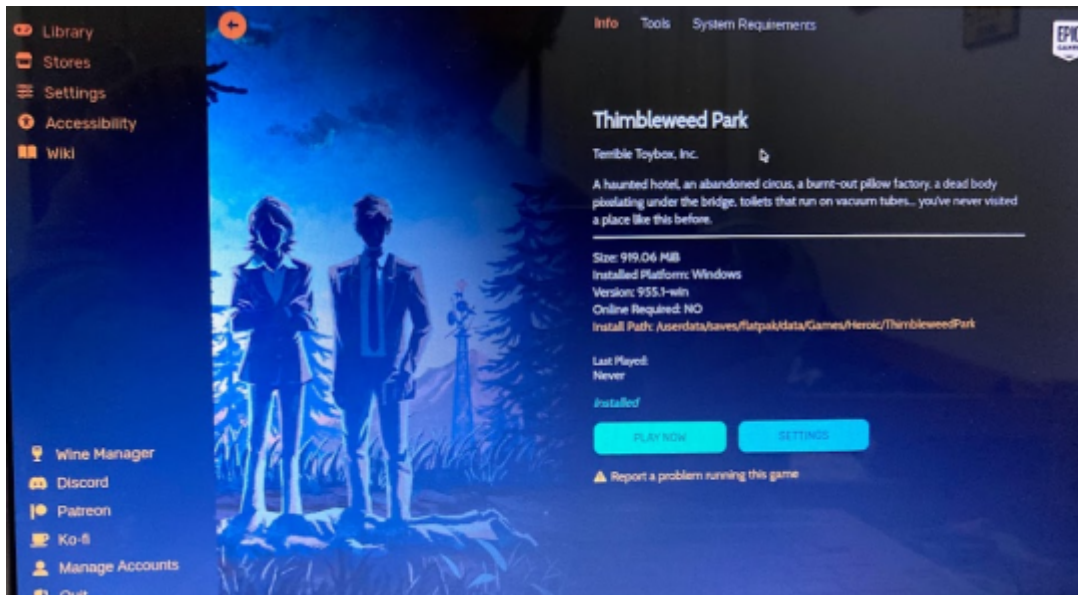 Library
Stores
Settings
Accessibility
Wiki
Wine Manager
Discord
Patreon
Ko-fi
Manage Accounts
Quit
Info Tools System Requirements
EPIC
GAMES
Thimbleweed Park
Terrible Toybox, Inc.
A haunted hotel, an abandoned circus, a burnt-out pillow factory, a dead body
pixelating under the bridge, toilets that run on vacuum tubes... you've never visited
a place like this before.
Size: 919.06 MiB
Installed Platform: Windows
Version: 955.1-win
Online Required: NO
Install Path: /userdata/saves/flatpak/data/Games/Heroic/ThimbleweedPark
Last Played:
Never
Installed
PLAY NOW SETTINGS
Report a problem running this game